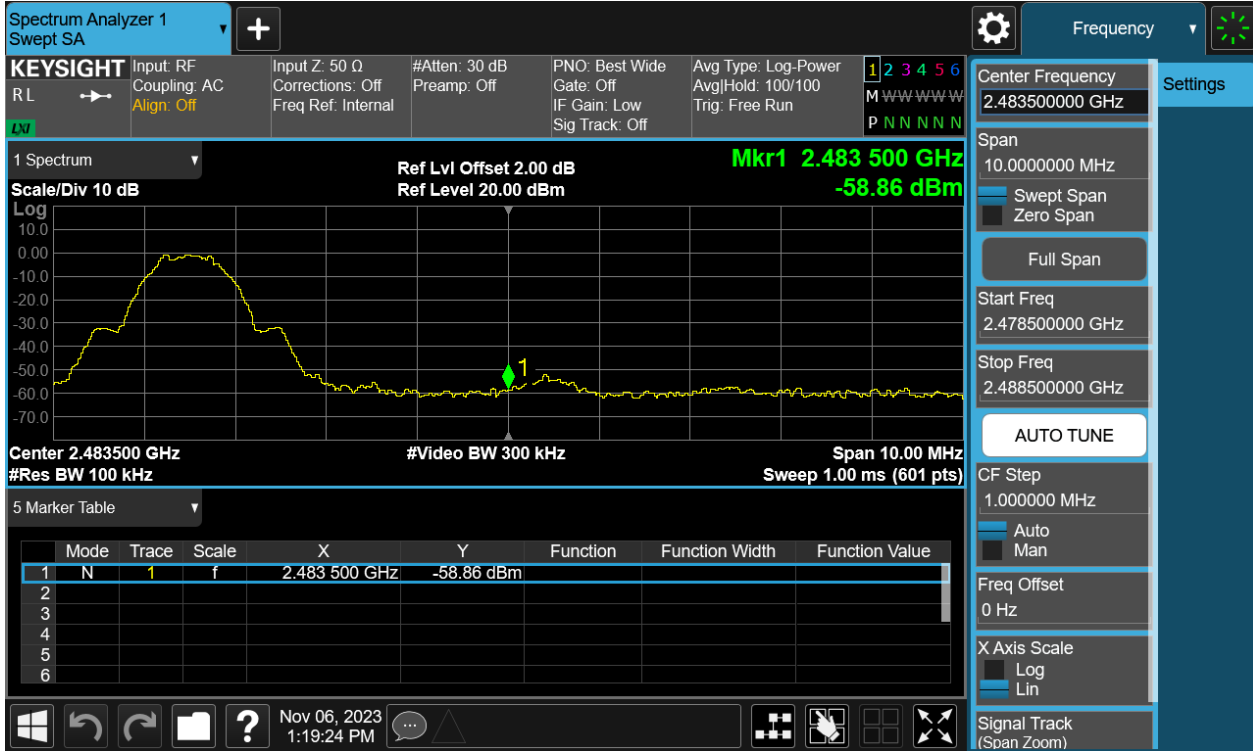 Spectrum Analyzer 1
Swept SA
Frequency
KEYSIGHT
R L
LXI
Input: RF
Coupling: AC
Align: Off
Input Z: 50 Ω
Corrections: Off
Freq Ref: Internal
#Atten: 30 dB
Preamp: Off
PNO: Best Wide
Gate: Off
IF Gain: Low
Sig Track: Off
Avg Type: Log-Power
Avg|Hold: 100/100
Trig: Free Run
1 2 3 4 5 6
M W W W W W
P N N N N N
1 Spectrum
Scale/Div 10 dB
Ref Lvl Offset 2.00 dB
Ref Level 20.00 dBm
Mkr1 2.483 500 GHz
-58.86 dBm
Log
10.0
0.00
-10.0
-20.0
-30.0
-40.0
-50.0
-60.0
-70.0
1
Center 2.483500 GHz
#Res BW 100 kHz
#Video BW 300 kHz
Span 10.00 MHz
Sweep 1.00 ms (601 pts)
5 Marker Table
Mode Trace Scale X Y Function Function Width Function Value
1 N 1 f 2.483 500 GHz -58.86 dBm
2
3
4
5
6
Nov 06, 2023
1:19:24 PM
?
Center Frequency
2.483500000 GHz
Settings
Span
10.0000000 MHz
Swept Span
Zero Span
Full Span
Start Freq
2.478500000 GHz
Stop Freq
2.488500000 GHz
AUTO TUNE
CF Step
1.000000 MHz
Auto
Man
Freq Offset
0 Hz
X Axis Scale
Log
Lin
Signal Track
(Span Zoom)